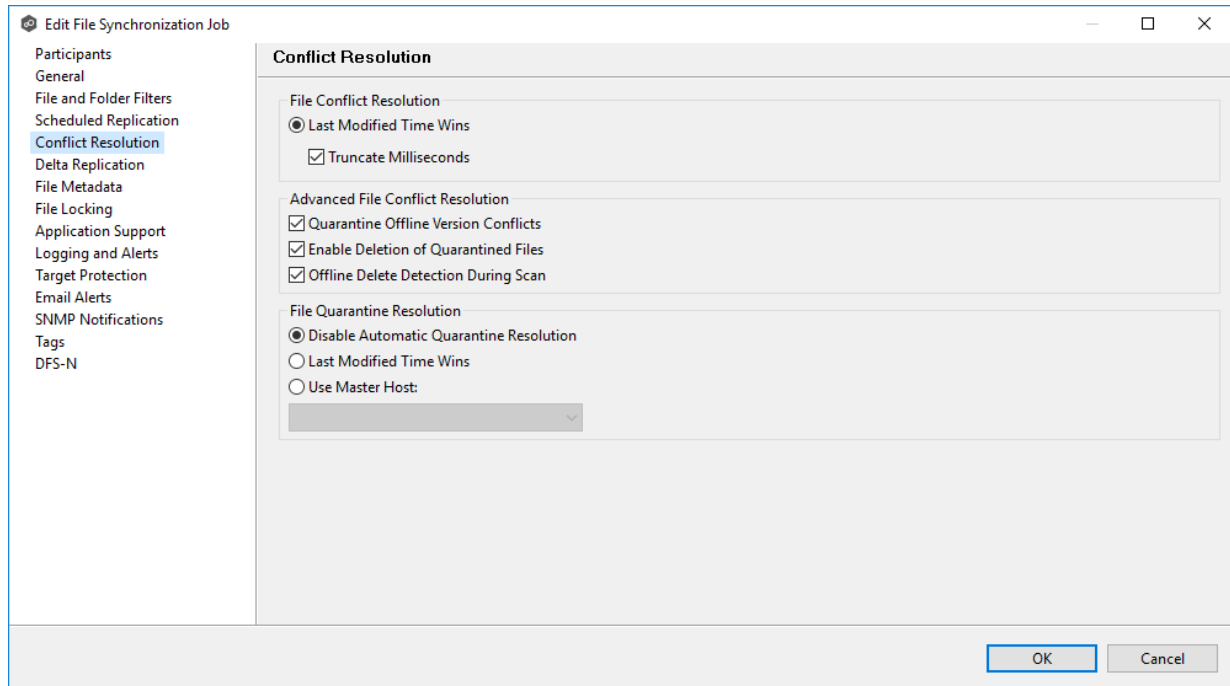 Edit File Synchronization Job
Participants
General
File and Folder Filters
Scheduled Replication
Conflict Resolution
Delta Replication
File Metadata
File Locking
Application Support
Logging and Alerts
Target Protection
Email Alerts
SNMP Notifications
Tags
DFS-N
Conflict Resolution
File Conflict Resolution
Last Modified Time Wins
Truncate Milliseconds
Advanced File Conflict Resolution
Quarantine Offline Version Conflicts
Enable Deletion of Quarantined Files
Offline Delete Detection During Scan
File Quarantine Resolution
Disable Automatic Quarantine Resolution
Last Modified Time Wins
Use Master Host:
OK
Cancel